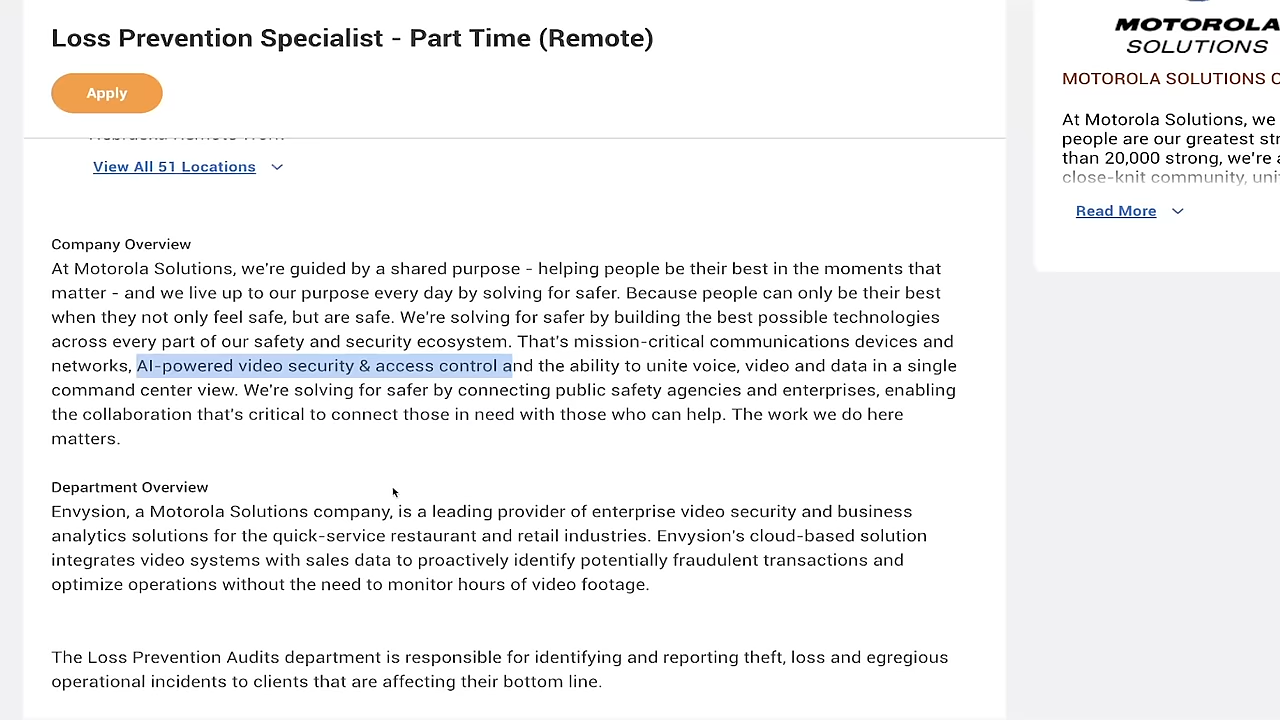 Loss Prevention Specialist - Part Time (Remote)
Apply
View All 51 Locations
Company Overview
At Motorola Solutions, we're guided by a shared purpose - helping people be their best in the moments that
matter - and we live up to our purpose every day by solving for safer. Because people can only be their best
when they not only feel safe, but are safe. We're solving for safer by building the best possible technologies
across every part of our safety and security ecosystem. That's mission-critical communications devices and
networks, AI-powered video security & access control and the ability to unite voice, video and data in a single
command center view. We're solving for safer by connecting public safety agencies and enterprises, enabling
the collaboration that's critical to connect those in need with those who can help. The work we do here
matters.
Department Overview
Envysion, a Motorola Solutions company, is a leading provider of enterprise video security and business
analytics solutions for the quick-service restaurant and retail industries. Envysion's cloud-based solution
integrates video systems with sales data to proactively identify potentially fraudulent transactions and
optimize operations without the need to monitor hours of video footage.
The Loss Prevention Audits department is responsible for identifying and reporting theft, loss and egregious
operational incidents to clients that are affecting their bottom line.
MOTOROLA
SOLUTIONS
MOTOROLA SOLUTIONS
At Motorola Solutions, we
people are our greatest
than 20,000 strong, we're
close-knit community,
Read More